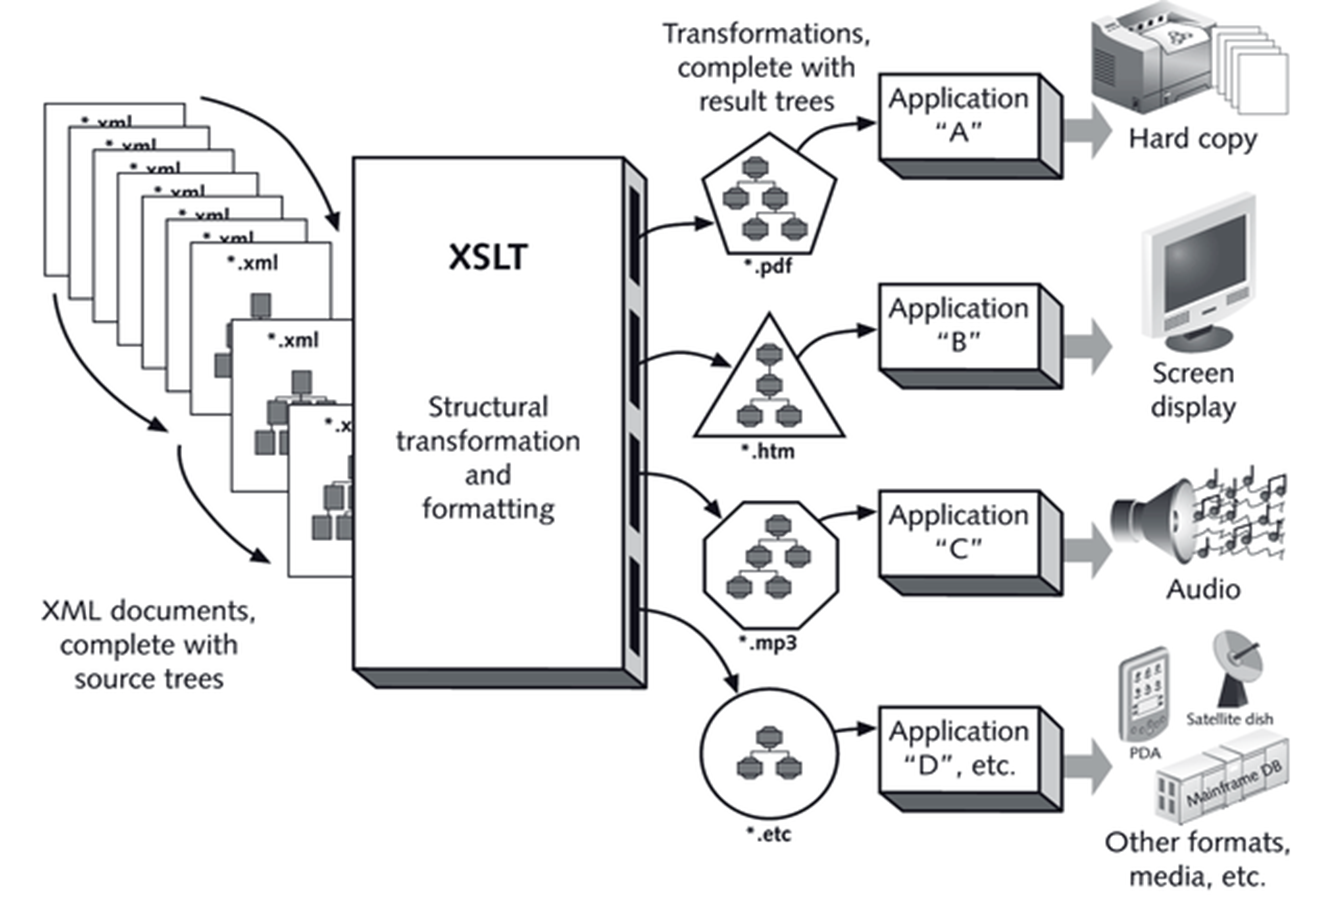 *.xml
*.xml
*.xml
*.xml
*.xml
*.xml
*.xml
*.xml
*.x
XML documents,
complete with
source trees
XSLT
Structural
transformation
and
formatting
Transformations,
complete with
result trees
*.pdf
*.htm
*.mp3
*.etc
Application
“A”
Application
“B”
Application
“C”
Application
“D”, etc.
Hard copy
Screen
display
Audio
PDA
Satellite dish
Mainframe DB
Other formats,
media, etc.